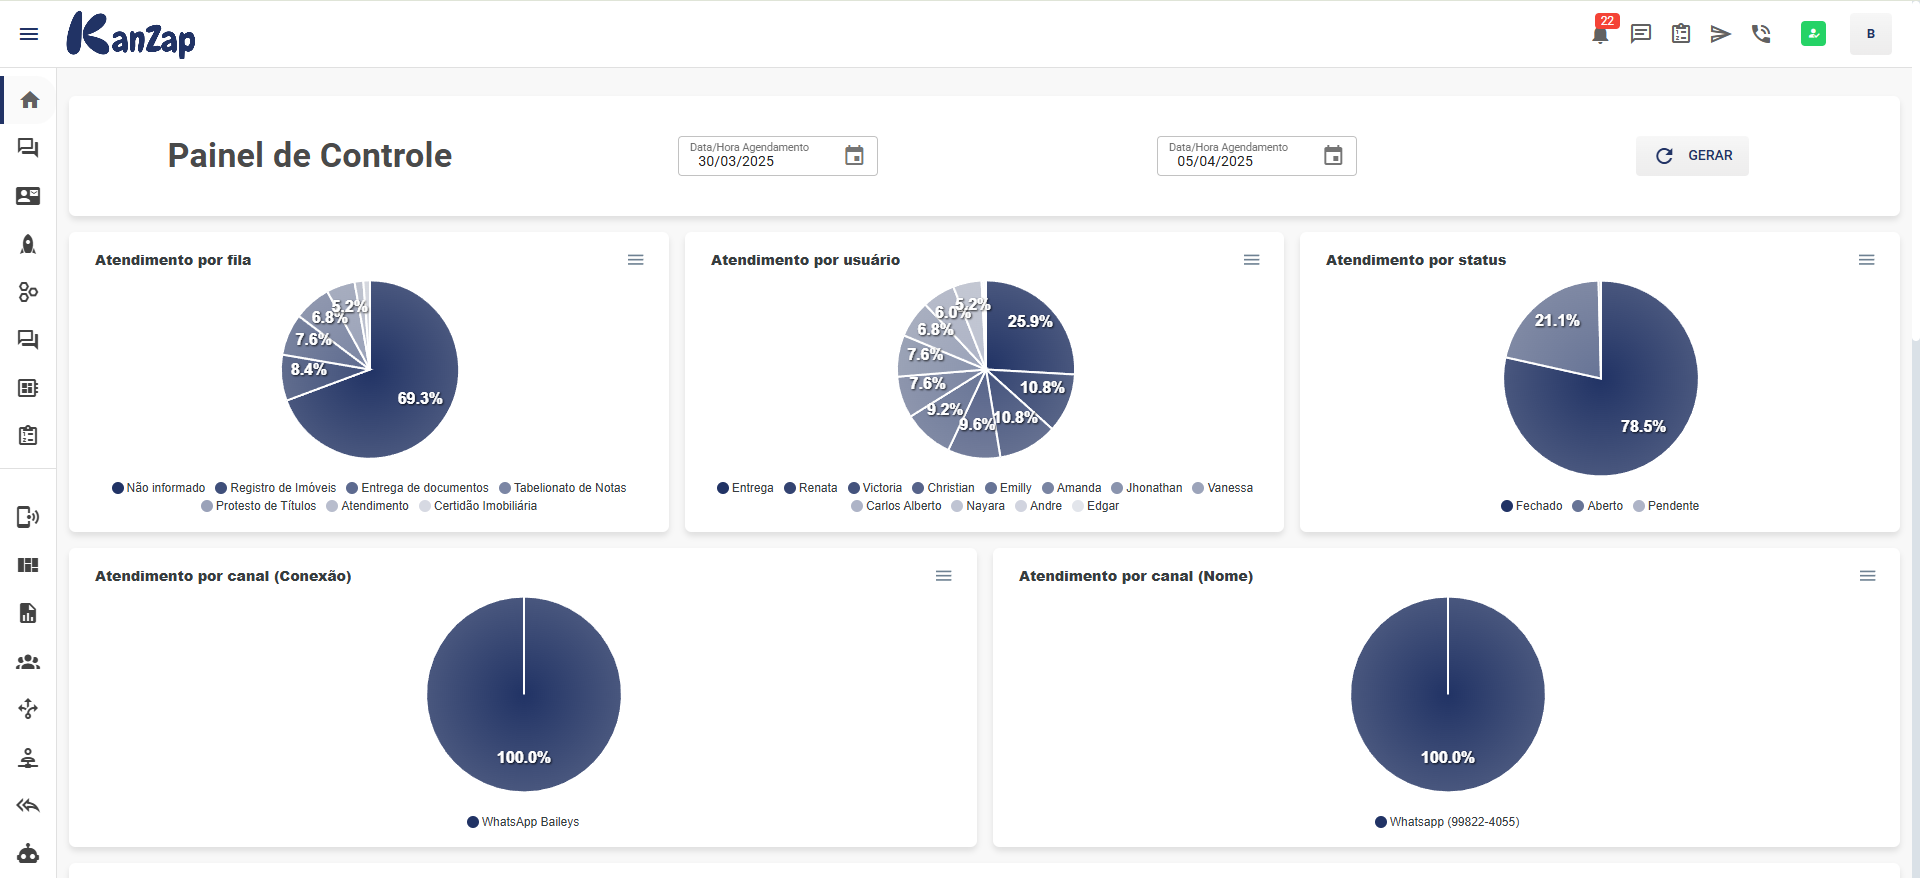 KanZap
22
B
Painel de Controle
Data/Hora Agendamento
30/03/2025
Data/Hora Agendamento
05/04/2025
GERAR
Atendimento por fila
5.2%
6.8%
7.6%
8.4%
69.3%
Não informado Registro de Imóveis Entrega de documentos Tabelionato de Notas
Protesto de Títulos Atendimento Certidão Imobiliária
Atendimento por usuário
5.2%
6.0%
25.9%
6.8%
7.6%
7.6%
10.8%
9.2%
10.8%
9.6%
Entrega Renata Victoria Christian Emilly Amanda Jhonathan Vanessa
Carlos Alberto Nayara Andre Edgar
Atendimento por status
21.1%
78.5%
Fechado Aberto Pendente
Atendimento por canal (Conexão)
100.0%
WhatsApp Baileys
Atendimento por canal (Nome)
100.0%
Whatsapp (99822-4055)